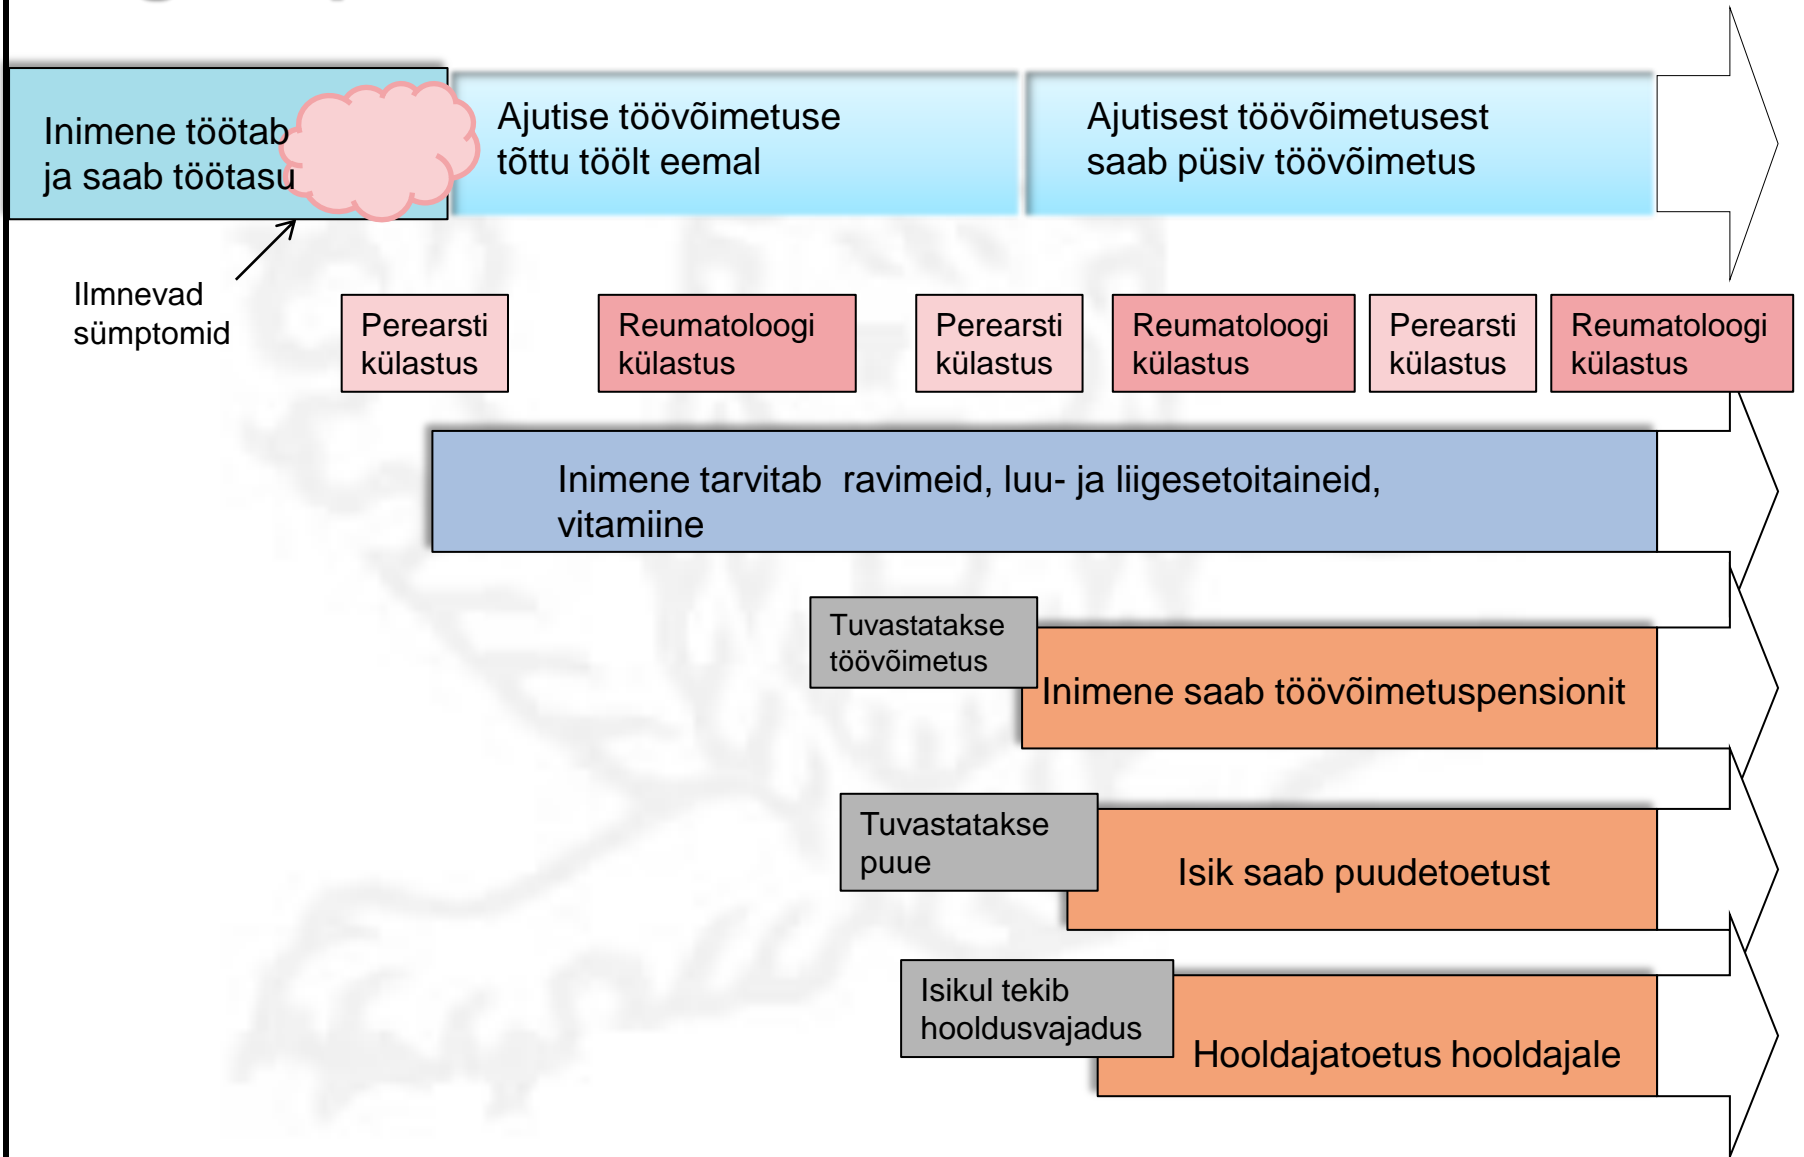 Inimene töötab
ja saab töötasu
Ajutise töövõimetuse
tõttu töölt eemal
Ajutisest töövõimetusest
saab püsiv töövõimetus
Ilmnevad
sümptomid
Perearsti
külastus
Reumatoloogi
külastus
Perearsti
külastus
Reumatoloogi
külastus
Perearsti
külastus
Reumatoloogi
külastus
Inimene tarvitab  ravimeid, luu- ja liigesetoitaineid,
vitamiine
Tuvastatakse
töövõimetus
Inimene saab töövõimetuspensionit
Tuvastatakse
puue
Isik saab puudetoetust
Isikul tekib
hooldusvajadus
Hooldajatoetus hooldajale